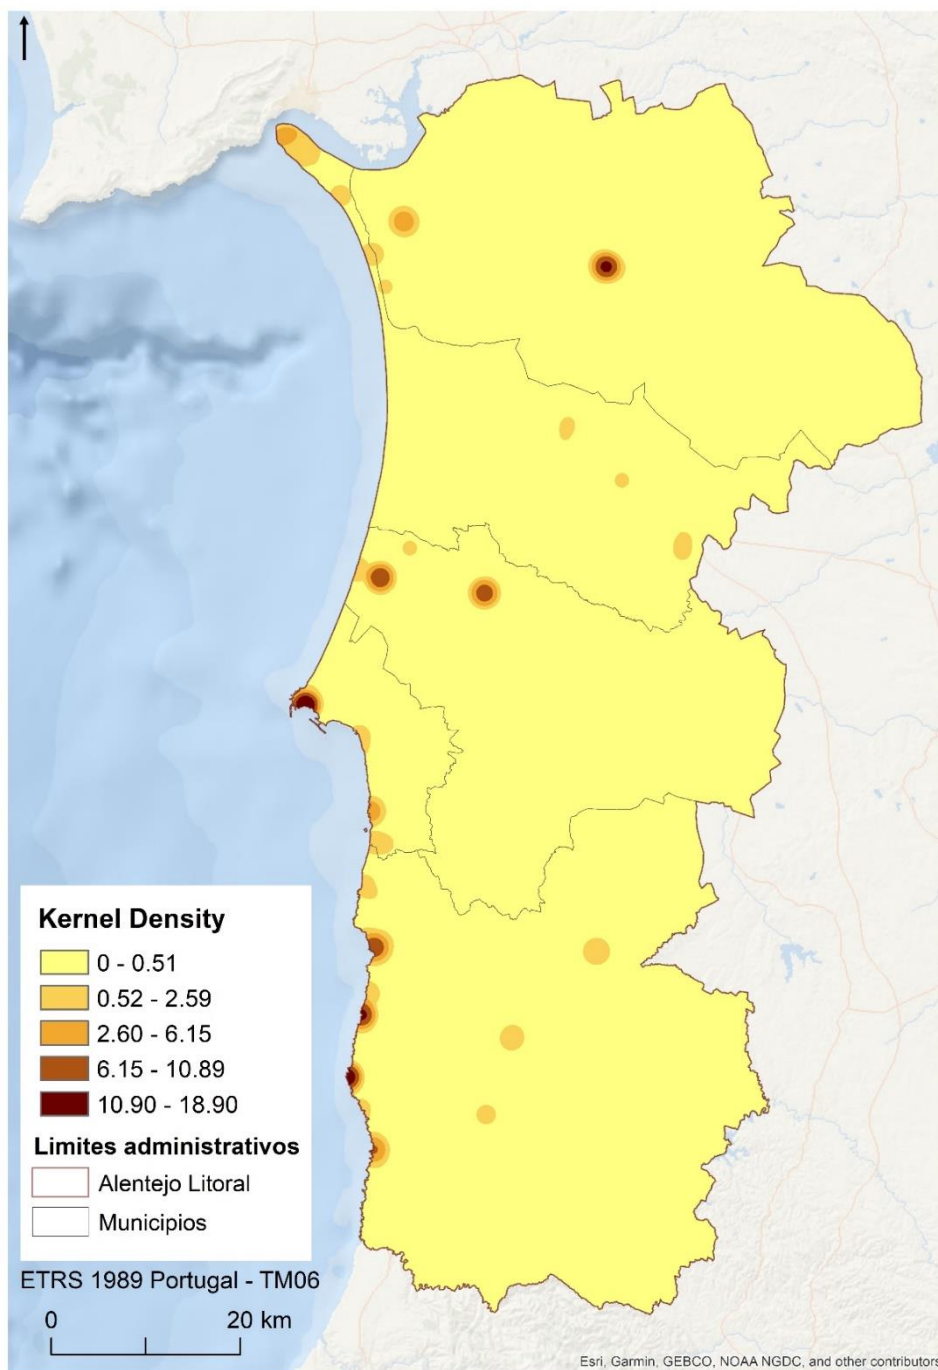 Kernel Density
0 - 0.51
0.52 - 2.59
2.60 - 6.15
6.15 - 10.89
10.90 - 18.90
Limites administrativos
Alentejo Litoral
Municipios
ETRS 1989 Portugal - TM06
0 20 km
Esri, Garmin, GEBCO, NOAA NGDC, and other contributors